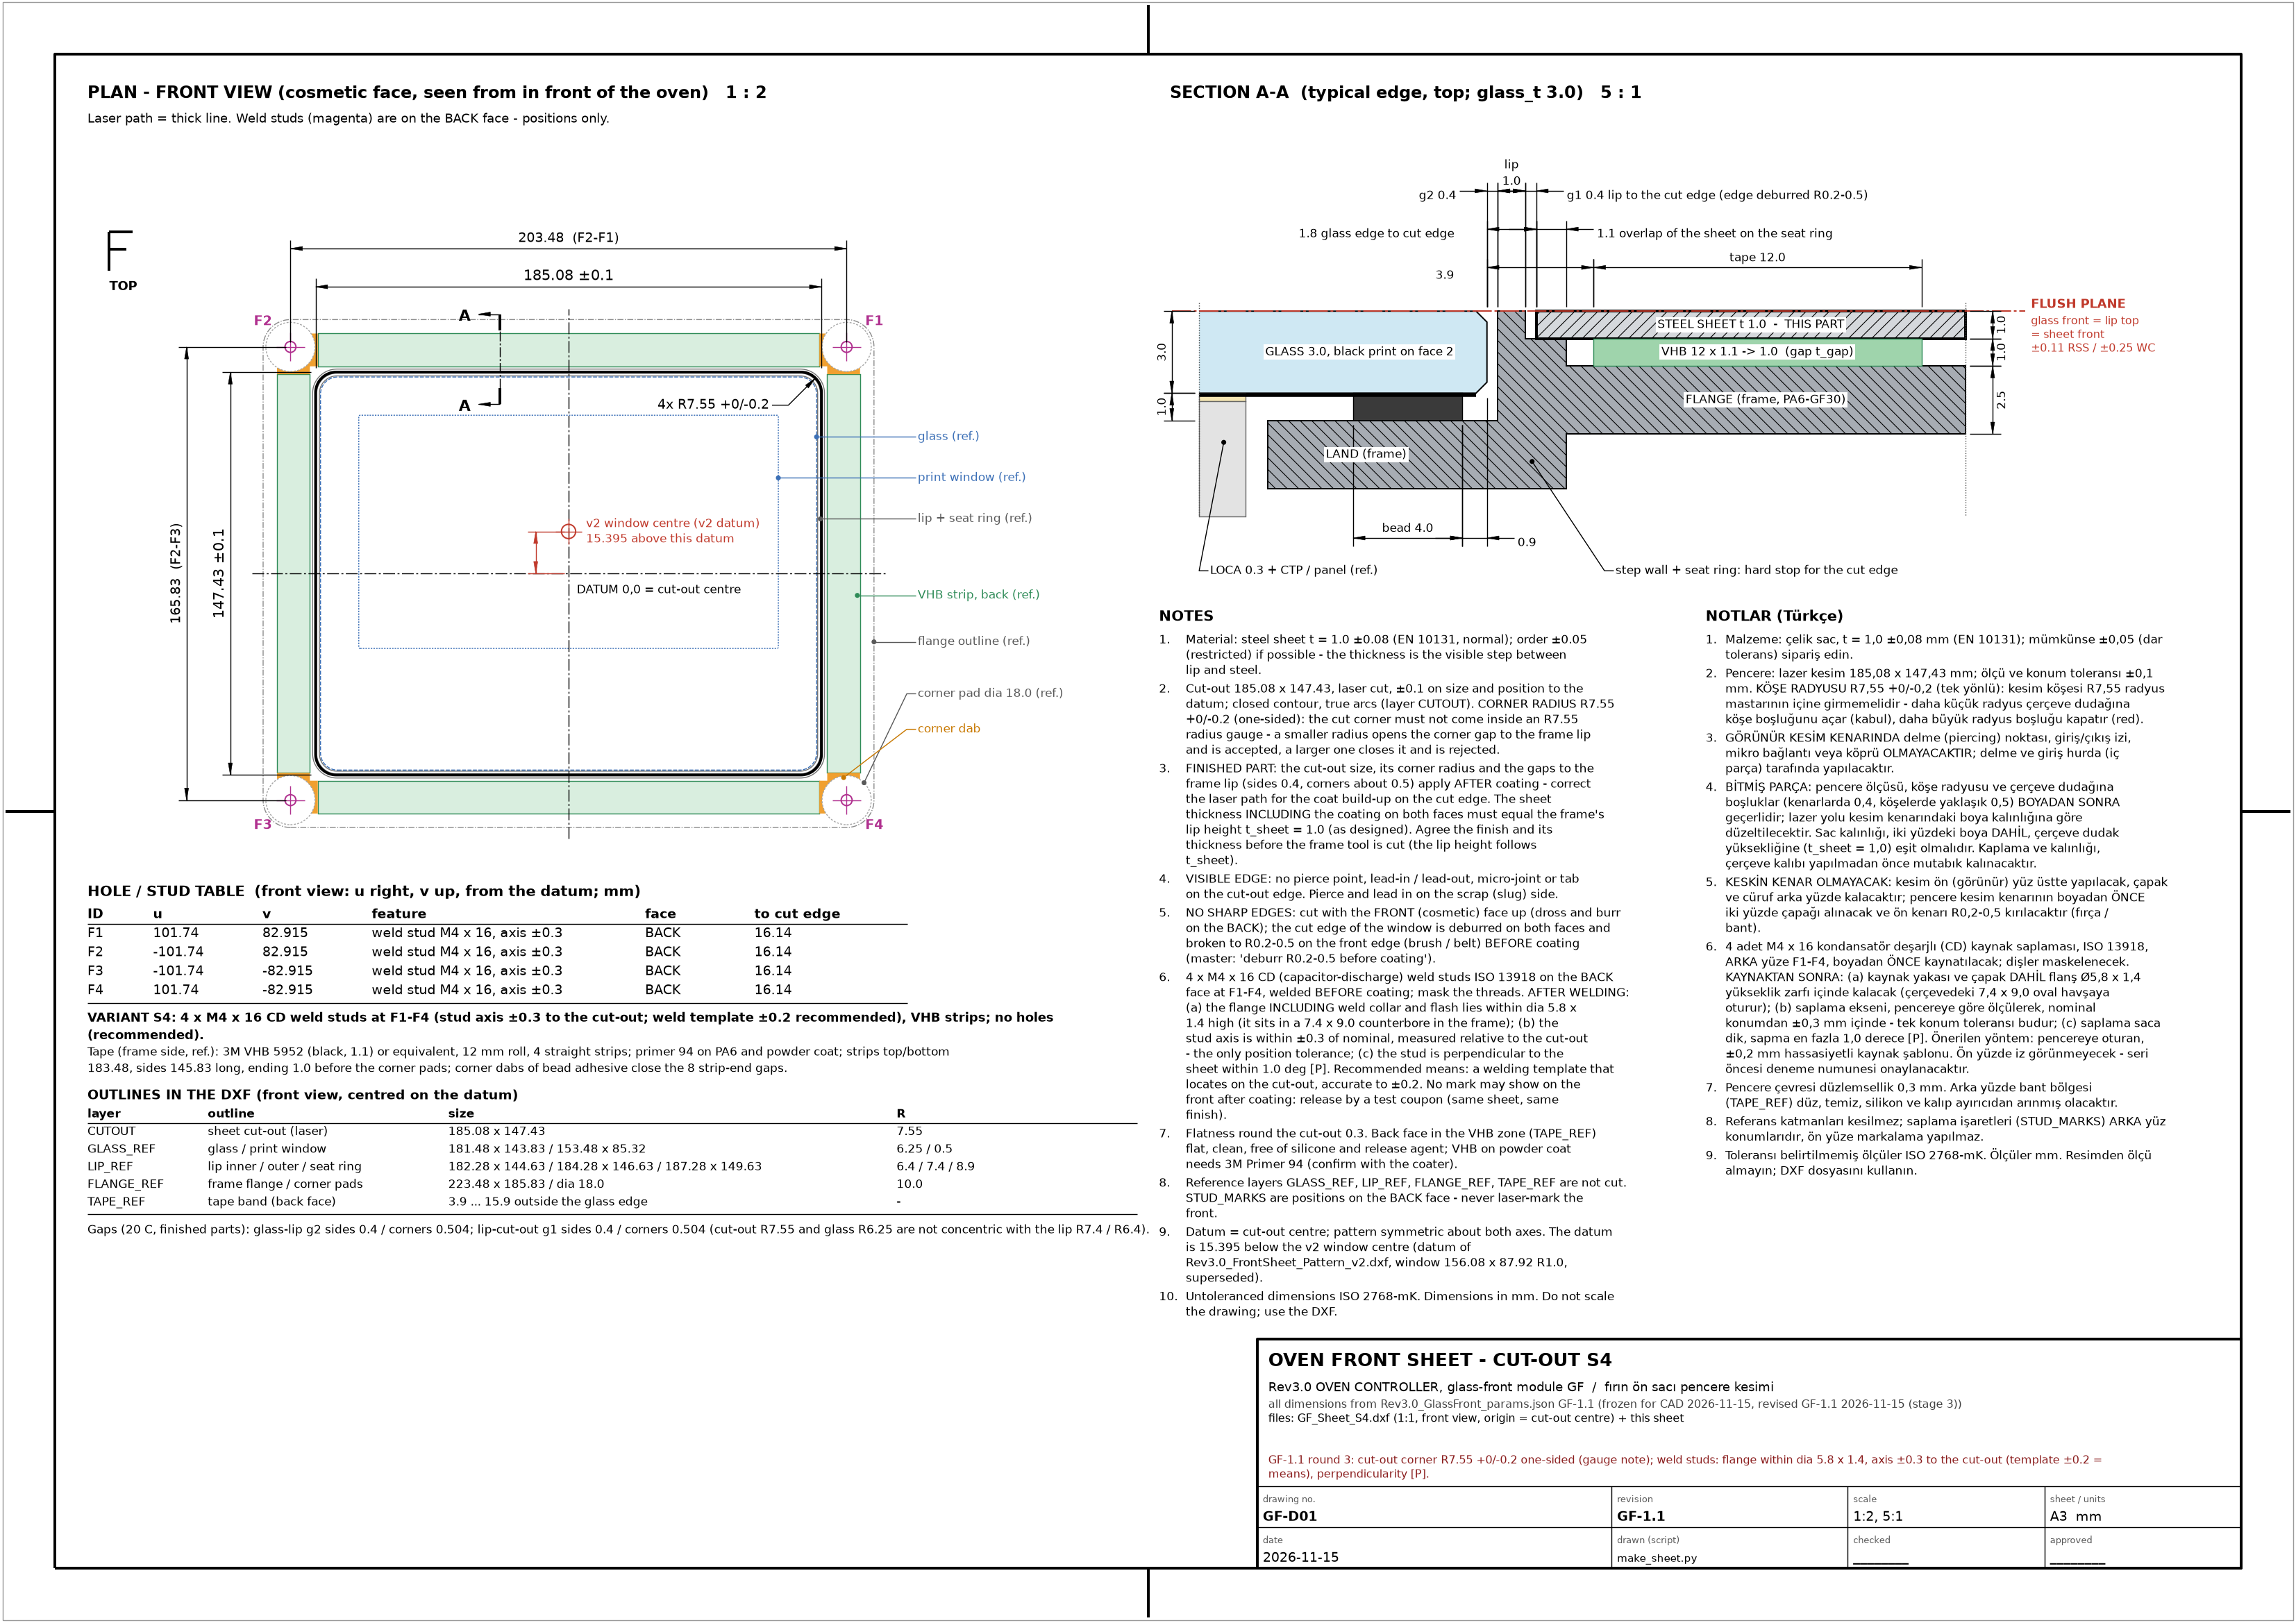 PLAN - FRONT VIEW (cosmetic face, seen from in front of the oven)   1 : 2
Laser path = thick line. Weld studs (magenta) are on the BACK face - positions only.
F
TOP
203.48  (F2-F1)
185.08 ±0.1
F2
A
F1
A
4x R7.55 +0/-0.2
glass (ref.)
print window (ref.)
lip + seat ring (ref.)
v2 window centre (v2 datum)
15.395 above this datum
165.83  (F2-F3)
147.43 ±0.1
DATUM 0,0 = cut-out centre
VHB strip, back (ref.)
flange outline (ref.)
corner pad dia 18.0 (ref.)
corner dab
F3
F4
SECTION A-A  (typical edge, top; glass_t 3.0)   5 : 1
lip
1.0
g2 0.4
g1 0.4 lip to the cut edge (edge deburred R0.2-0.5)
1.8 glass edge to cut edge
1.1 overlap of the sheet on the seat ring
tape 12.0
3.9
FLUSH PLANE
glass front = lip top
= sheet front
±0.11 RSS / ±0.25 WC
STEEL SHEET t 1.0  -  THIS PART
1.0
3.0
GLASS 3.0, black print on face 2
VHB 12 x 1.1 -> 1.0  (gap t_gap)
1.0
1.0
FLANGE (frame, PA6-GF30)
2.5
LAND (frame)
bead 4.0
0.9
LOCA 0.3 + CTP / panel (ref.)
step wall + seat ring: hard stop for the cut edge
HOLE / STUD TABLE  (front view: u right, v up, from the datum; mm)
ID u v feature face to cut edge
F1 101.74 82.915 weld stud M4 x 16, axis ±0.3 BACK 16.14
F2 -101.74 82.915 weld stud M4 x 16, axis ±0.3 BACK 16.14
F3 -101.74 -82.915 weld stud M4 x 16, axis ±0.3 BACK 16.14
F4 101.74 -82.915 weld stud M4 x 16, axis ±0.3 BACK 16.14
VARIANT S4: 4 x M4 x 16 CD weld studs at F1-F4 (stud axis ±0.3 to the cut-out; weld template ±0.2 recommended), VHB strips; no holes
(recommended).
Tape (frame side, ref.): 3M VHB 5952 (black, 1.1) or equivalent, 12 mm roll, 4 straight strips; primer 94 on PA6 and powder coat; strips top/bottom
183.48, sides 145.83 long, ending 1.0 before the corner pads; corner dabs of bead adhesive close the 8 strip-end gaps.
OUTLINES IN THE DXF (front view, centred on the datum)
layer outline size R
CUTOUT sheet cut-out (laser) 185.08 x 147.43 7.55
GLASS_REF glass / print window 181.48 x 143.83 / 153.48 x 85.32 6.25 / 0.5
LIP_REF lip inner / outer / seat ring 182.28 x 144.63 / 184.28 x 146.63 / 187.28 x 149.63 6.4 / 7.4 / 8.9
FLANGE_REF frame flange / corner pads 223.48 x 185.83 / dia 18.0 10.0
TAPE_REF tape band (back face) 3.9 ... 15.9 outside the glass edge -
Gaps (20 C, finished parts): glass-lip g2 sides 0.4 / corners 0.504; lip-cut-out g1 sides 0.4 / corners 0.504 (cut-out R7.55 and glass R6.25 are not concentric with the lip R7.4 / R6.4).
NOTES
1. Material: steel sheet t = 1.0 ±0.08 (EN 10131, normal); order ±0.05
(restricted) if possible - the thickness is the visible step between
lip and steel.
2. Cut-out 185.08 x 147.43, laser cut, ±0.1 on size and position to the
datum; closed contour, true arcs (layer CUTOUT). CORNER RADIUS R7.55
+0/-0.2 (one-sided): the cut corner must not come inside an R7.55
radius gauge - a smaller radius opens the corner gap to the frame lip
and is accepted, a larger one closes it and is rejected.
3. FINISHED PART: the cut-out size, its corner radius and the gaps to the
frame lip (sides 0.4, corners about 0.5) apply AFTER coating - correct
the laser path for the coat build-up on the cut edge. The sheet
thickness INCLUDING the coating on both faces must equal the frame's
lip height t_sheet = 1.0 (as designed). Agree the finish and its
thickness before the frame tool is cut (the lip height follows
t_sheet).
4. VISIBLE EDGE: no pierce point, lead-in / lead-out, micro-joint or tab
on the cut-out edge. Pierce and lead in on the scrap (slug) side.
5. NO SHARP EDGES: cut with the FRONT (cosmetic) face up (dross and burr
on the BACK); the cut edge of the window is deburred on both faces and
broken to R0.2-0.5 on the front edge (brush / belt) BEFORE coating
(master: 'deburr R0.2-0.5 before coating').
6. 4 x M4 x 16 CD (capacitor-discharge) weld studs ISO 13918 on the BACK
face at F1-F4, welded BEFORE coating; mask the threads. AFTER WELDING:
(a) the flange INCLUDING weld collar and flash lies within dia 5.8 x
1.4 high (it sits in a 7.4 x 9.0 counterbore in the frame); (b) the
stud axis is within ±0.3 of nominal, measured relative to the cut-out
- the only position tolerance; (c) the stud is perpendicular to the
sheet within 1.0 deg [P]. Recommended means: a welding template that
locates on the cut-out, accurate to ±0.2. No mark may show on the
front after coating: release by a test coupon (same sheet, same
finish).
7. Flatness round the cut-out 0.3. Back face in the VHB zone (TAPE_REF)
flat, clean, free of silicone and release agent; VHB on powder coat
needs 3M Primer 94 (confirm with the coater).
8. Reference layers GLASS_REF, LIP_REF, FLANGE_REF, TAPE_REF are not cut.
STUD_MARKS are positions on the BACK face - never laser-mark the
front.
9. Datum = cut-out centre; pattern symmetric about both axes. The datum
is 15.395 below the v2 window centre (datum of
Rev3.0_FrontSheet_Pattern_v2.dxf, window 156.08 x 87.92 R1.0,
superseded).
10. Untoleranced dimensions ISO 2768-mK. Dimensions in mm. Do not scale
the drawing; use the DXF.
NOTLAR (Türkçe)
1. Malzeme: çelik sac, t = 1,0 ±0,08 mm (EN 10131); mümkünse ±0,05 (dar
tolerans) sipariş edin.
2. Pencere: lazer kesim 185,08 x 147,43 mm; ölçü ve konum toleransı ±0,1
mm. KÖŞE RADYUSU R7,55 +0/-0,2 (tek yönlü): kesim köşesi R7,55 radyus
mastarının içine girmemelidir - daha küçük radyus çerçeve dudağına
köşe boşluğunu açar (kabul), daha büyük radyus boşluğu kapatır (red).
3. GÖRÜNÜR KESİM KENARINDA delme (piercing) noktası, giriş/çıkış izi,
mikro bağlantı veya köprü OLMAYACAKTIR; delme ve giriş hurda (iç
parça) tarafında yapılacaktır.
4. BİTMİŞ PARÇA: pencere ölçüsü, köşe radyusu ve çerçeve dudağına
boşluklar (kenarlarda 0,4, köşelerde yaklaşık 0,5) BOYADAN SONRA
geçerlidir; lazer yolu kesim kenarındaki boya kalınlığına göre
düzeltilecektir. Sac kalınlığı, iki yüzdeki boya DAHİL, çerçeve dudak
yüksekliğine (t_sheet = 1,0) eşit olmalıdır. Kaplama ve kalınlığı,
çerçeve kalıbı yapılmadan önce mutabık kalınacaktır.
5. KESKİN KENAR OLMAYACAK: kesim ön (görünür) yüz üstte yapılacak, çapak
ve cüruf arka yüzde kalacaktır; pencere kesim kenarının boyadan ÖNCE
iki yüzde çapağı alınacak ve ön kenarı R0,2-0,5 kırılacaktır (fırça /
bant).
6. 4 adet M4 x 16 kondansatör deşarjlı (CD) kaynak saplaması, ISO 13918,
ARKA yüze F1-F4, boyadan ÖNCE kaynatılacak; dişler maskelenecek.
KAYNAKTAN SONRA: (a) kaynak yakası ve çapak DAHİL flanş Ø5,8 x 1,4
yükseklik zarfı içinde kalacak (çerçevedeki 7,4 x 9,0 oval havşaya
oturur); (b) saplama ekseni, pencereye göre ölçülerek, nominal
konumdan ±0,3 mm içinde - tek konum toleransı budur; (c) saplama saca
dik, sapma en fazla 1,0 derece [P]. Önerilen yöntem: pencereye oturan,
±0,2 mm hassasiyetli kaynak şablonu. Ön yüzde iz görünmeyecek - seri
öncesi deneme numunesi onaylanacaktır.
7. Pencere çevresi düzlemsellik 0,3 mm. Arka yüzde bant bölgesi
(TAPE_REF) düz, temiz, silikon ve kalıp ayırıcıdan arınmış olacaktır.
8. Referans katmanları kesilmez; saplama işaretleri (STUD_MARKS) ARKA yüz
konumlarıdır, ön yüze markalama yapılmaz.
9. Toleransı belirtilmemiş ölçüler ISO 2768-mK. Ölçüler mm. Resimden ölçü
almayın; DXF dosyasını kullanın.
OVEN FRONT SHEET - CUT-OUT S4
Rev3.0 OVEN CONTROLLER, glass-front module GF  /  fırın ön sacı pencere kesimi
all dimensions from Rev3.0_GlassFront_params.json GF-1.1 (frozen for CAD 2026-11-15, revised GF-1.1 2026-11-15 (stage 3))
files: GF_Sheet_S4.dxf (1:1, front view, origin = cut-out centre) + this sheet
GF-1.1 round 3: cut-out corner R7.55 +0/-0.2 one-sided (gauge note); weld studs: flange within dia 5.8 x 1.4, axis ±0.3 to the cut-out (template ±0.2 =
means), perpendicularity [P].
drawing no. revision scale sheet / units
GF-D01 GF-1.1 1:2, 5:1 A3  mm
date drawn (script) checked approved
2026-11-15 make_sheet.py ________ ________